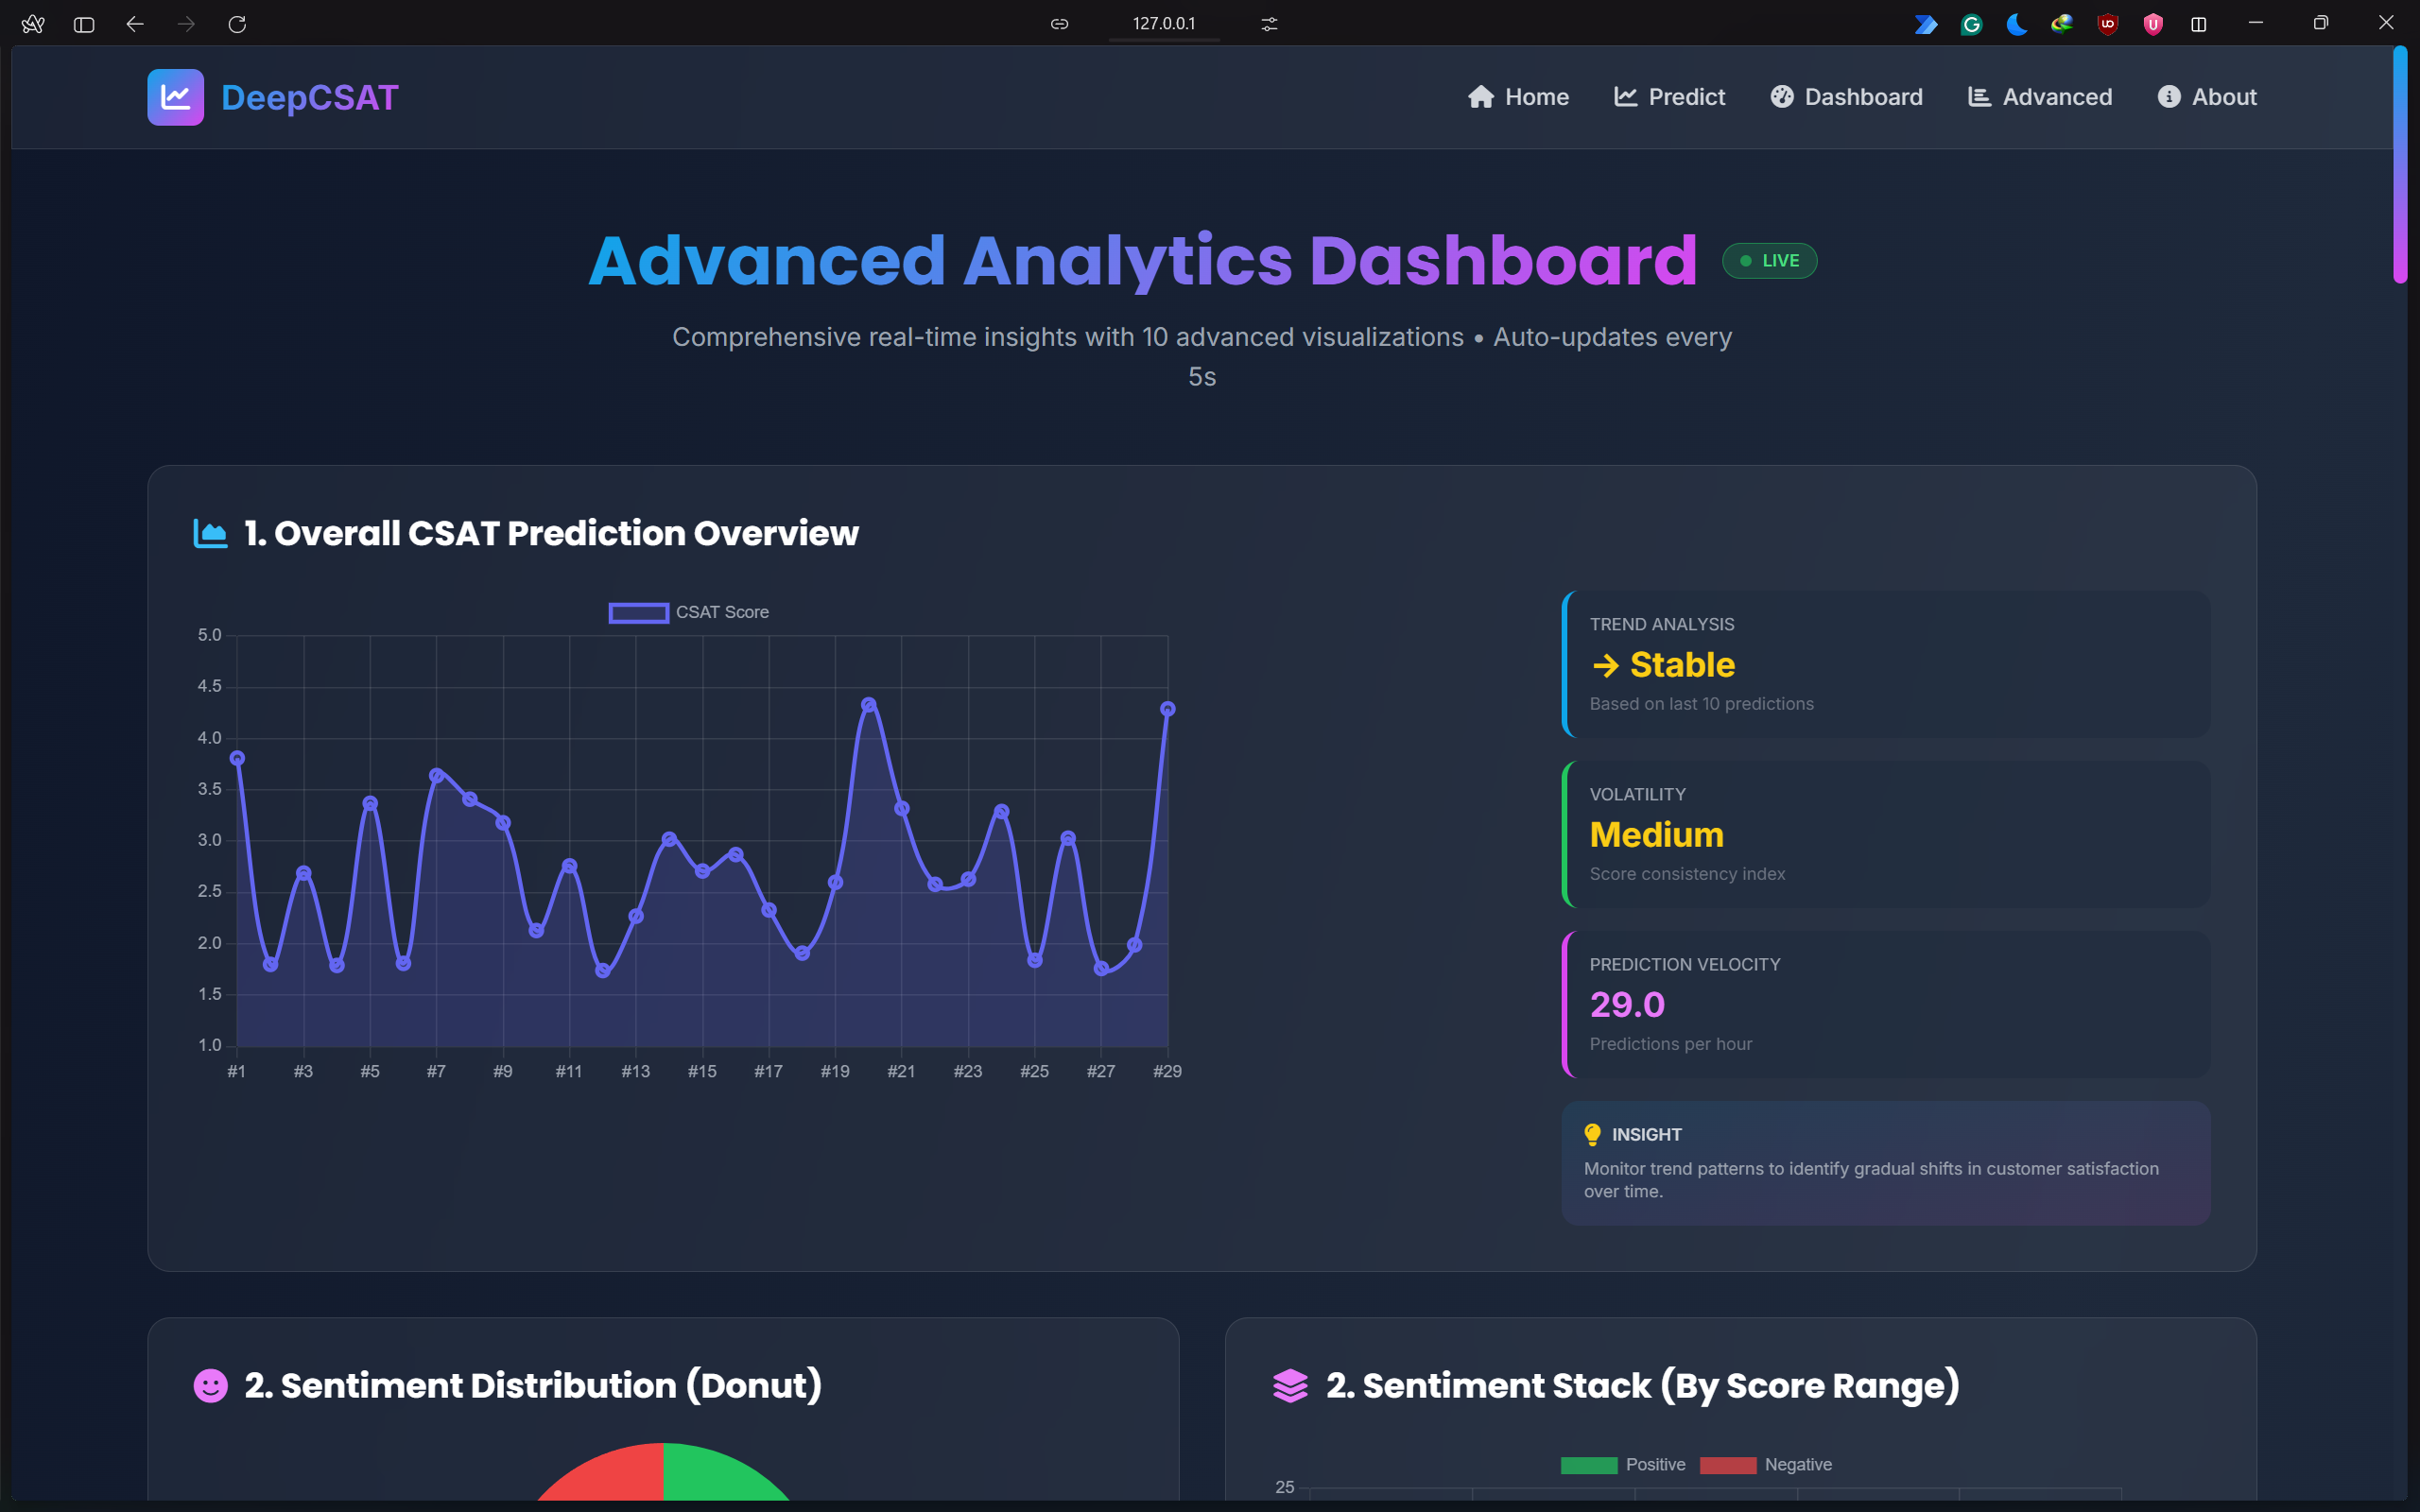 127.0.0.1
DeepCSAT
Home
Predict
Dashboard
Advanced
About
Advanced Analytics Dashboard
LIVE
Comprehensive real-time insights with 10 advanced visualizations • Auto-updates every
5s
1. Overall CSAT Prediction Overview
CSAT Score
5.0
4.5
4.0
3.5
3.0
2.5
2.0
1.5
1.0
#1 #3 #5 #7 #9 #11 #13 #15 #17 #19 #21 #23 #25 #27 #29
TREND ANALYSIS
→ Stable
Based on last 10 predictions
VOLATILITY
Medium
Score consistency index
PREDICTION VELOCITY
29.0
Predictions per hour
INSIGHT
Monitor trend patterns to identify gradual shifts in customer satisfaction
over time.
2. Sentiment Distribution (Donut)
2. Sentiment Stack (By Score Range)
Positive
Negative
25